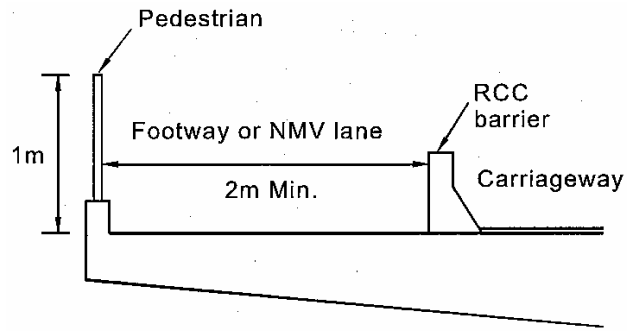 Pedestrian
RCC
barrier
Footway or NMV lane
1m
Carriageway
2m Min.